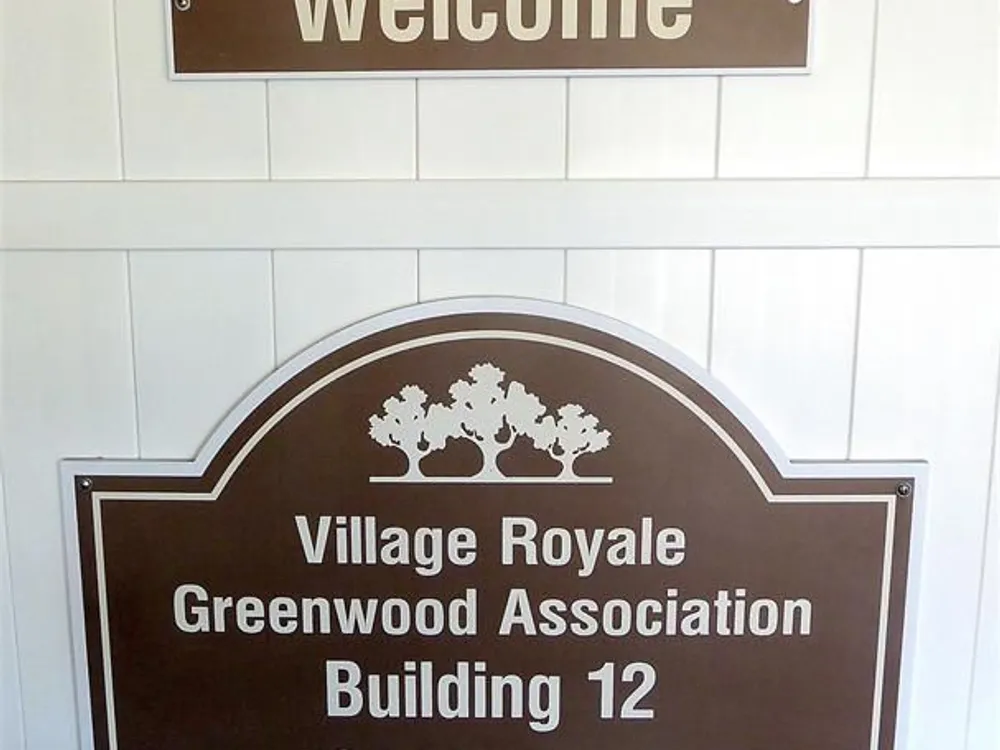 Welcome
Village Royale
Greenwood Association
Building 12